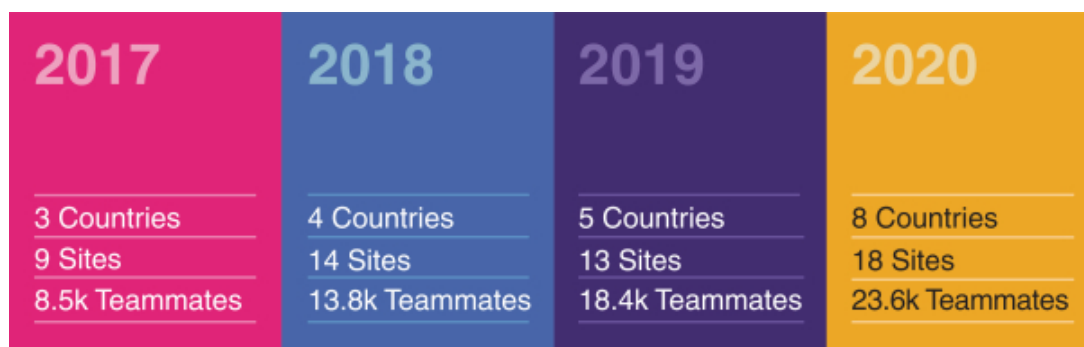 2017
3 Countries
9 Sites
8.5k Teammates
2018
4 Countries
14 Sites
13.8k Teammates
2019
5 Countries
13 Sites
18.4k Teammates
2020
8 Countries
18 Sites
23.6k Teammates